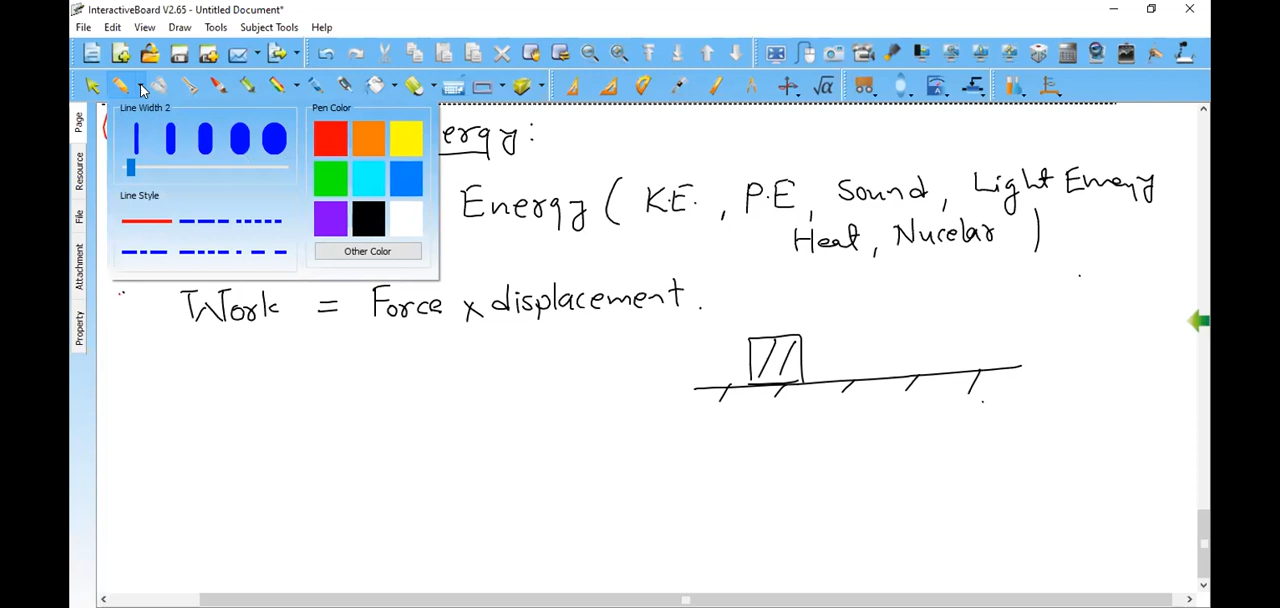 InteractiveBoard V2.65 - Untitled Document*
File Edit View Draw Tools Subject Tools Help
Page
Resource
File
Attachment
Property
Line Width 2
Pen Color
Line Style
Other Color
ergy:
Energy ( K.E. , P.E , Sound , Light Energy
Heat , Nucelar )
Work = Force x displacement .